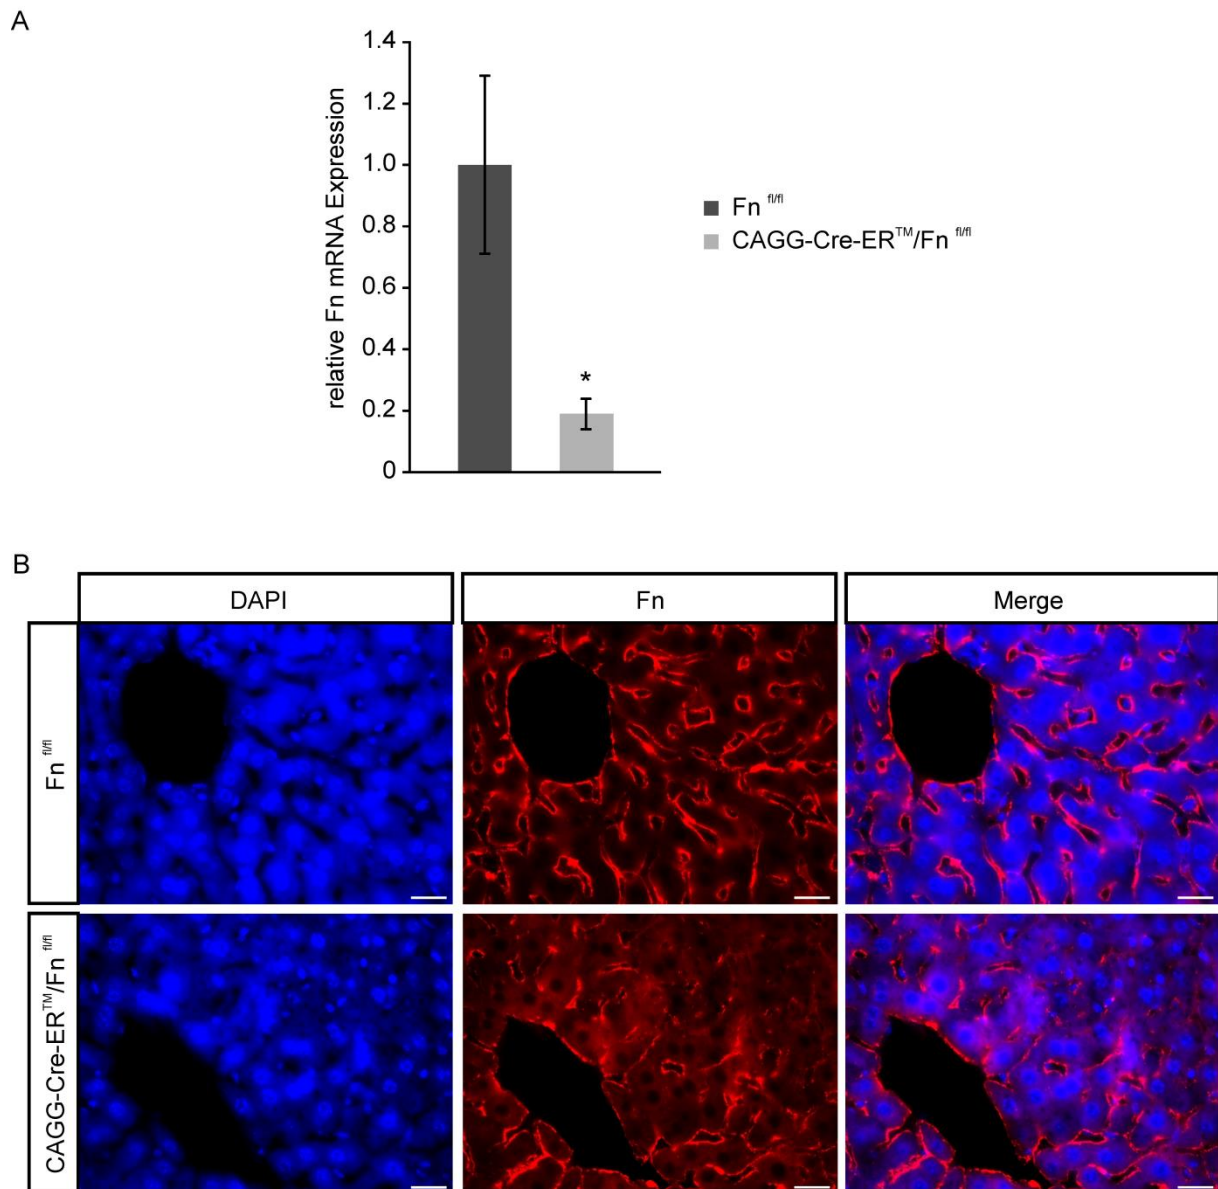 A
relative Fn mRNA Expression
1.4
1.2
1.0
0.8
0.6
0.4
0.2
0
*
Fn fl/fl
CAGG-Cre-ER™/Fn fl/fl
B
DAPI
Fn
Merge
Fn fl/fl
CAGG-Cre-ER™/Fn fl/fl